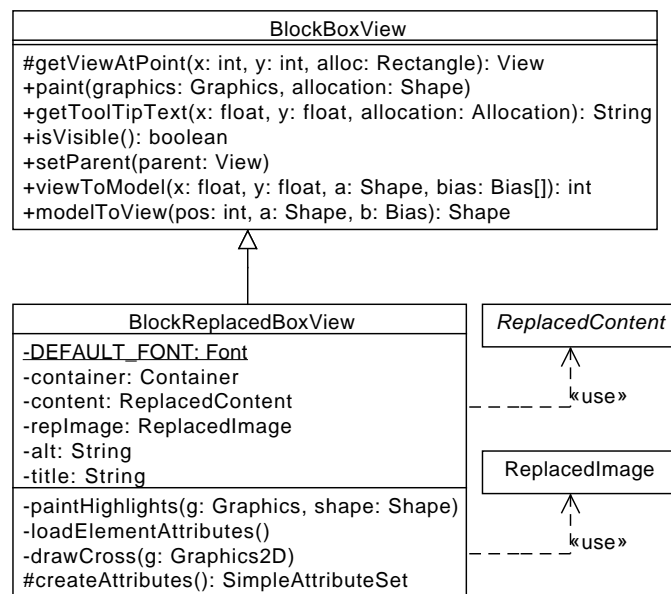 BlockBoxView
#getViewAtPoint(x: int, y: int, alloc: Rectangle): View
+paint(graphics: Graphics, allocation: Shape)
+getToolTipText(x: float, y: float, allocation: Allocation): String
+isVisible(): boolean
+setParent(parent: View)
+viewToModel(x: float, y: float, a: Shape, bias: Bias[]): int
+modelToView(pos: int, a: Shape, b: Bias): Shape
BlockReplacedBoxView
-DEFAULT_FONT: Font
-container: Container
-content: ReplacedContent
-repImage: ReplacedImage
-alt: String
-title: String
-paintHighlights(g: Graphics, shape: Shape)
-loadElementAttributes()
-drawCross(g: Graphics2D)
#createAttributes(): SimpleAttributeSet
ReplacedContent
«use»
ReplacedImage
«use»